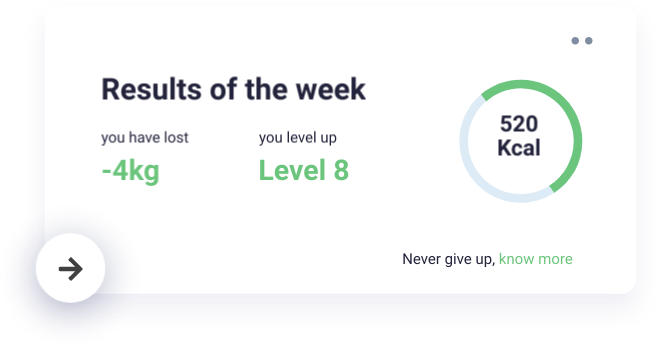 Results of the week
you have lost
-4kg
you level up
Level 8
520
Kcal
Never give up, know more